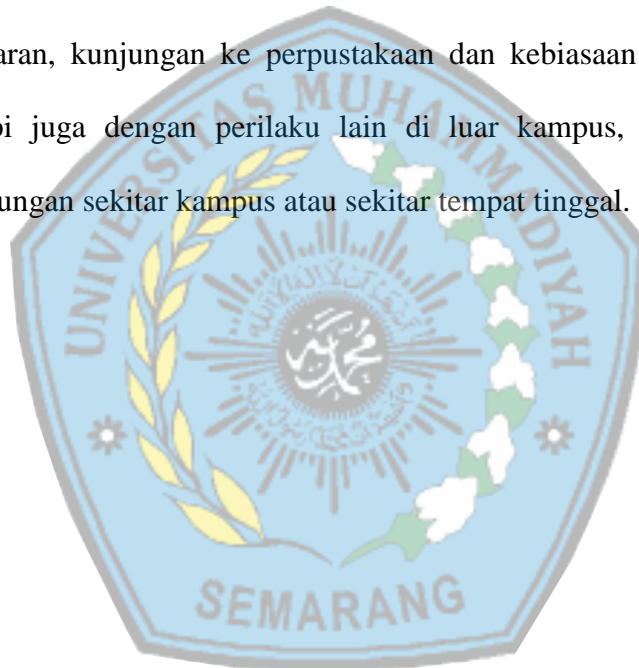 aran, kunjungan ke perpustakaan dan kebiasaan
pi juga dengan perilaku lain di luar kampus,
ungan sekitar kampus atau sekitar tempat tinggal.
UNIVERSITAS MUHAMMADIYAH
محمد
SEMARANG